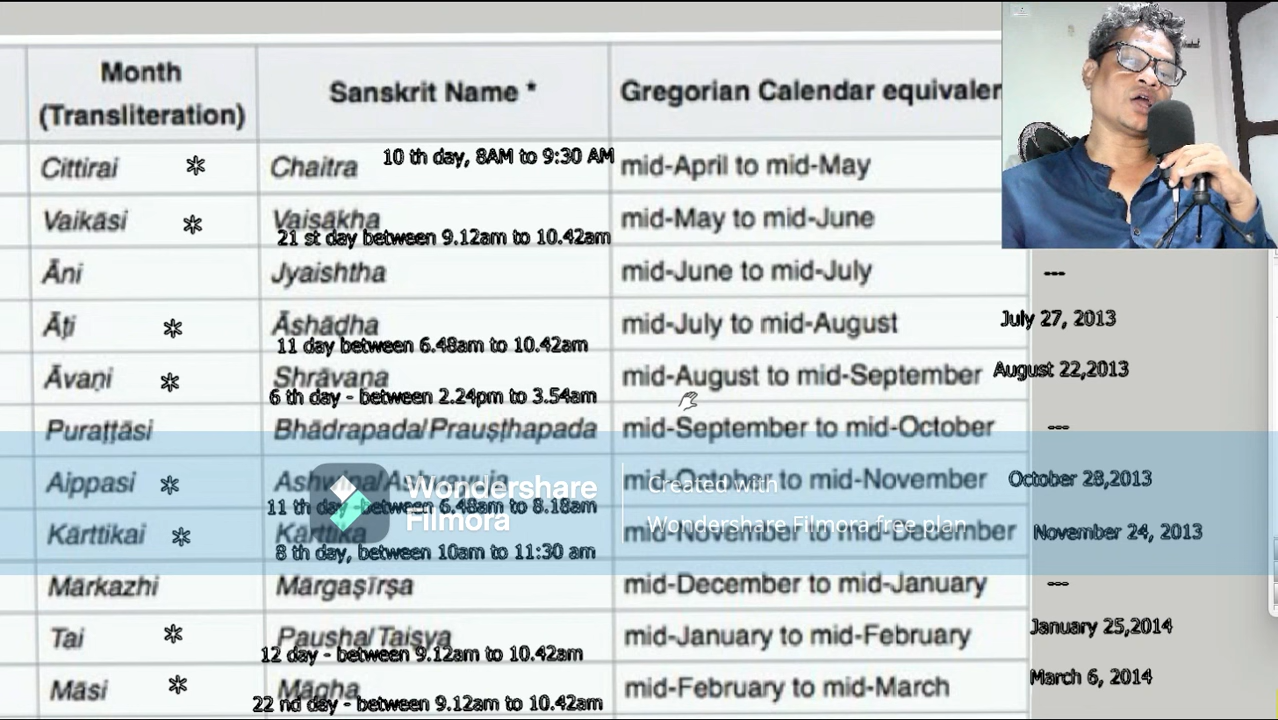 Month
(Transliteration)
Sanskrit Name *
Gregorian Calendar equivalen
Cittirai *
Chaitra
10 th day, 8AM to 9:30 AM
mid-April to mid-May
Vaikāsi *
Vaisākha
21 st day between 9.12am to 10.42am
mid-May to mid-June
Āni
Jyaishtha
mid-June to mid-July
---
Āṭi *
Āshādha
11 day between 6.48am to 10.42am
mid-July to mid-August
July 27, 2013
Āvaṇi *
Shrāvana
6 th day - between 2.24pm to 3.54am
mid-August to mid-September
August 22,2013
Puraṭṭāsi
Bhādrapada/Prauṣṭhapada
mid-September to mid-October
---
Aippasi *
11 th day -between 6.48am to 8.18am
mid-October to mid-November
October 28,2013
Wondershare
Filmora
Created with
Wondershare Filmora free plan
Kārttikai *
Kārttika
8 th day, between 10am to 11:30 am
mid-November to mid-December
November 24, 2013
Mārkazhi
Mārgaṣīrṣa
mid-December to mid-January
---
Tai *
Pausha/Taisya
12 day - between 9.12am to 10.42am
mid-January to mid-February
January 25,2014
Māsi *
Māgha
22 nd day - between 9.12am to 10.42am
mid-February to mid-March
March 6, 2014